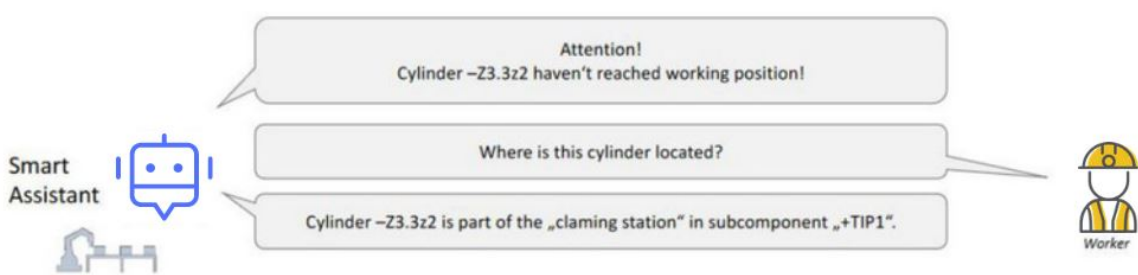 Attention!
Cylinder –Z3.3z2 haven't reached working position!
Where is this cylinder located?
Smart
Assistant
Cylinder –Z3.3z2 is part of the „claming station“ in subcomponent „+TIP1“.
Worker